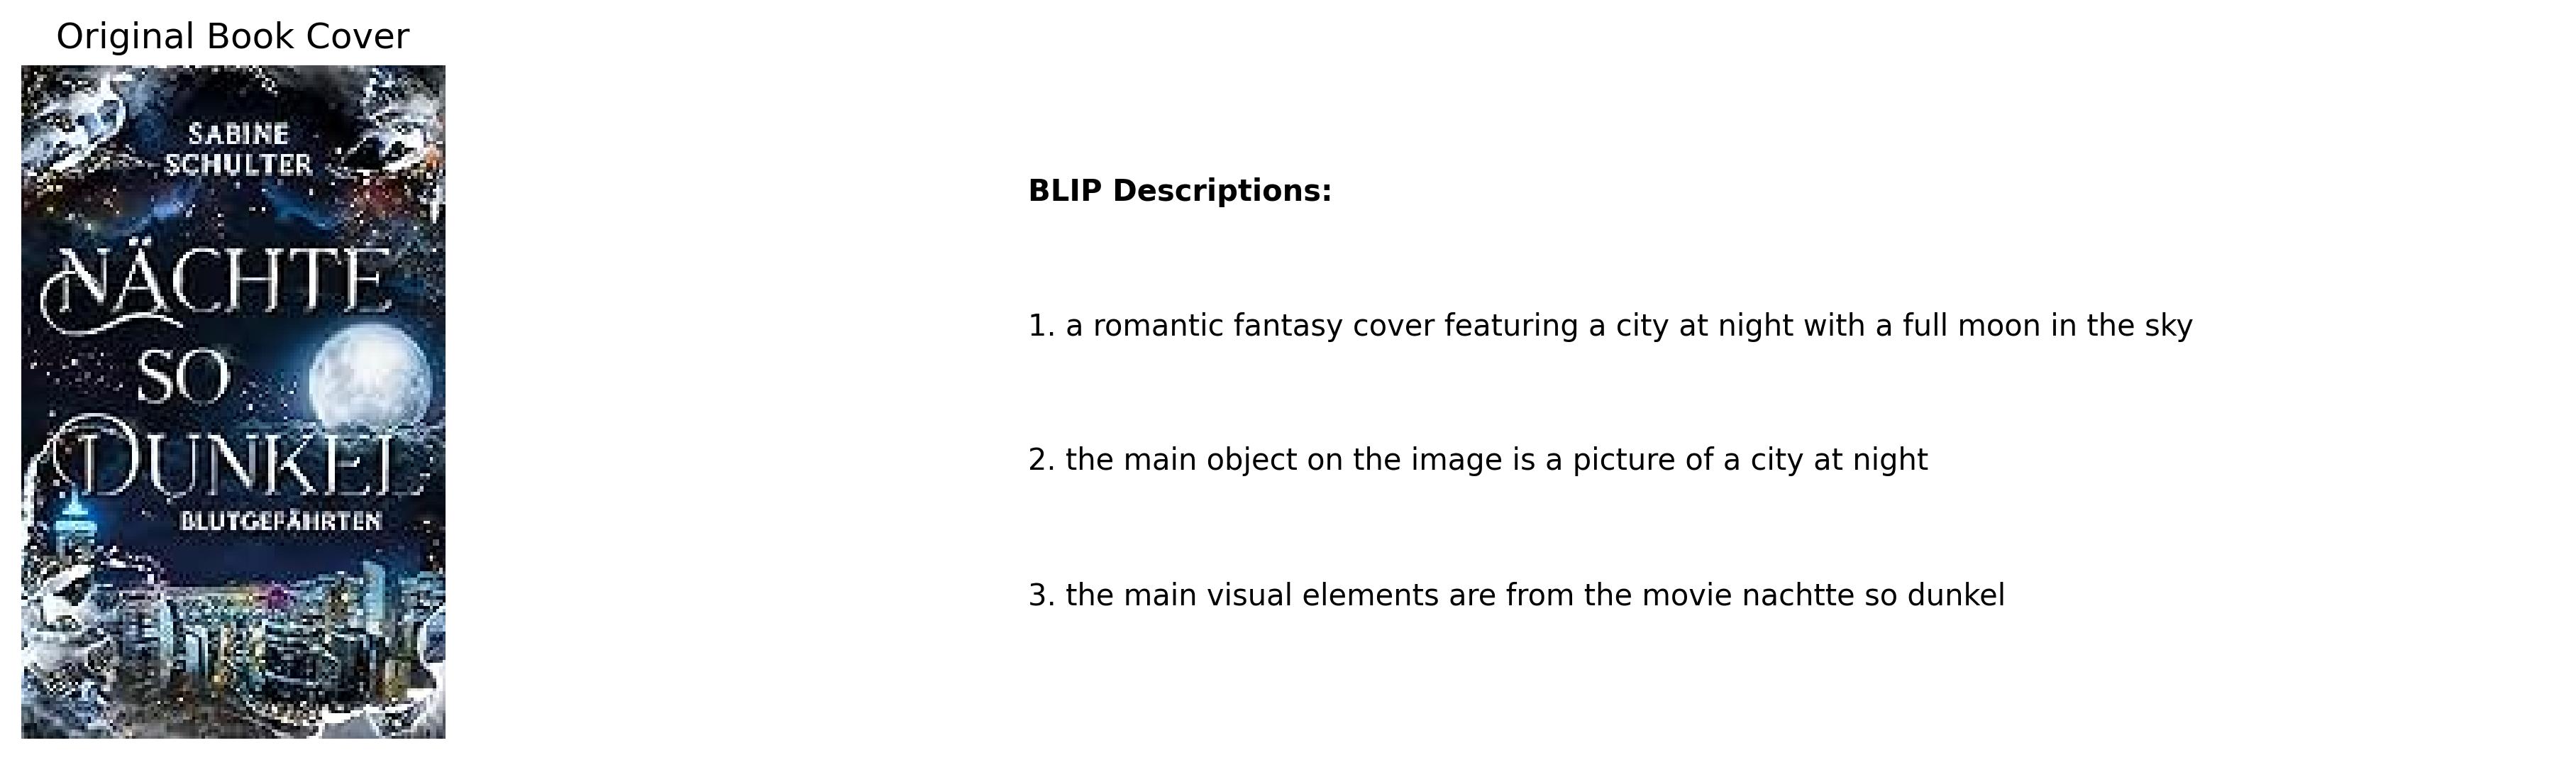 Original Book Cover
SABINE
SCHULTER
NÄCHTE
SO
DUNKEL
BLUTGEFÄHRTEN
BLIP Descriptions:
1. a romantic fantasy cover featuring a city at night with a full moon in the sky
2. the main object on the image is a picture of a city at night
3. the main visual elements are from the movie nachtte so dunkel